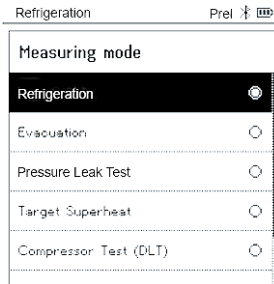 Refrigeration Prel
Measuring mode
Refrigeration
Evacuation
Pressure Leak Test
Target Superheat
Compressor Test (DLT)